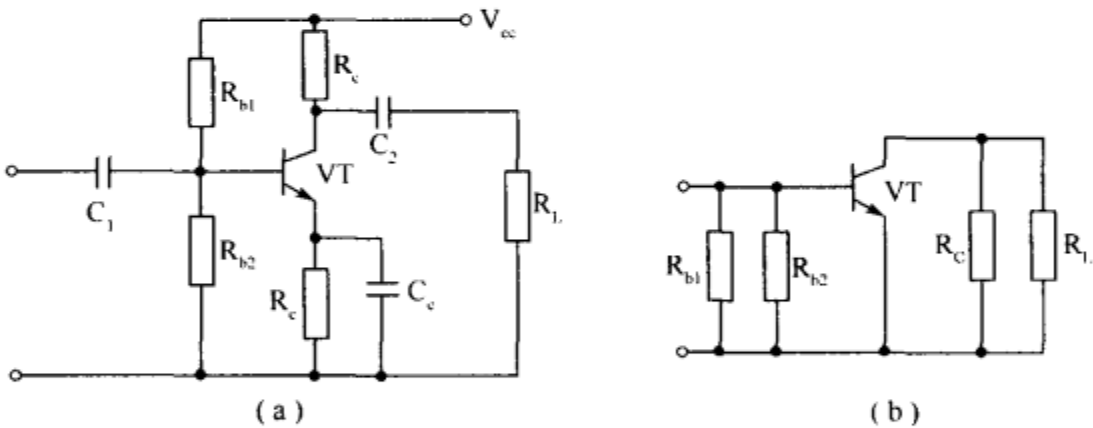 V_cc
R_c
R_b1
C_2
VT
C_1
R_L
R_b2
R_e
C_e
(a)
VT
R_b1
R_b2
R_C
R_L
(b)